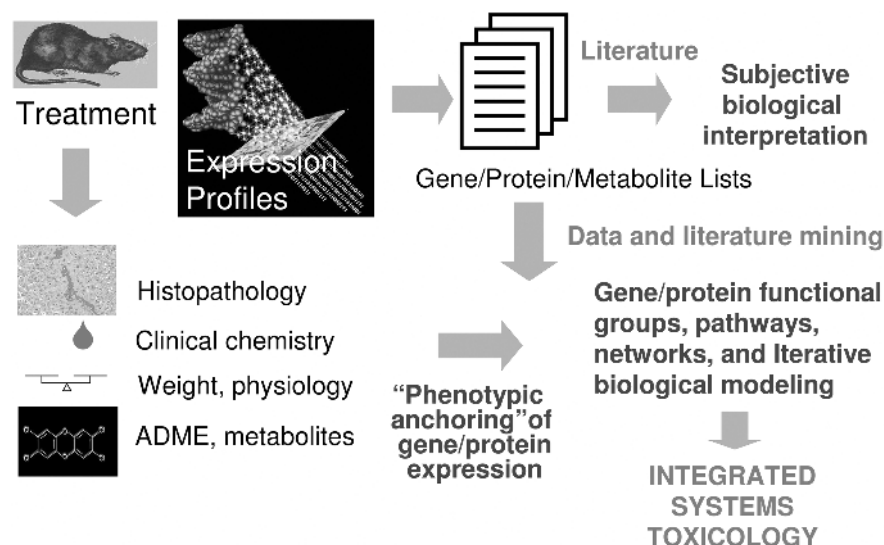 Treatment
Expression
Profiles
Literature
Subjective
biological
interpretation
Gene/Protein/Metabolite Lists
Data and literature mining
Histopathology
Clinical chemistry
Weight, physiology
ADME, metabolites
“Phenotypic
anchoring”of
gene/protein
expression
Gene/protein functional
groups, pathways,
networks, and Iterative
biological modeling
INTEGRATED
SYSTEMS
TOXICOLOGY